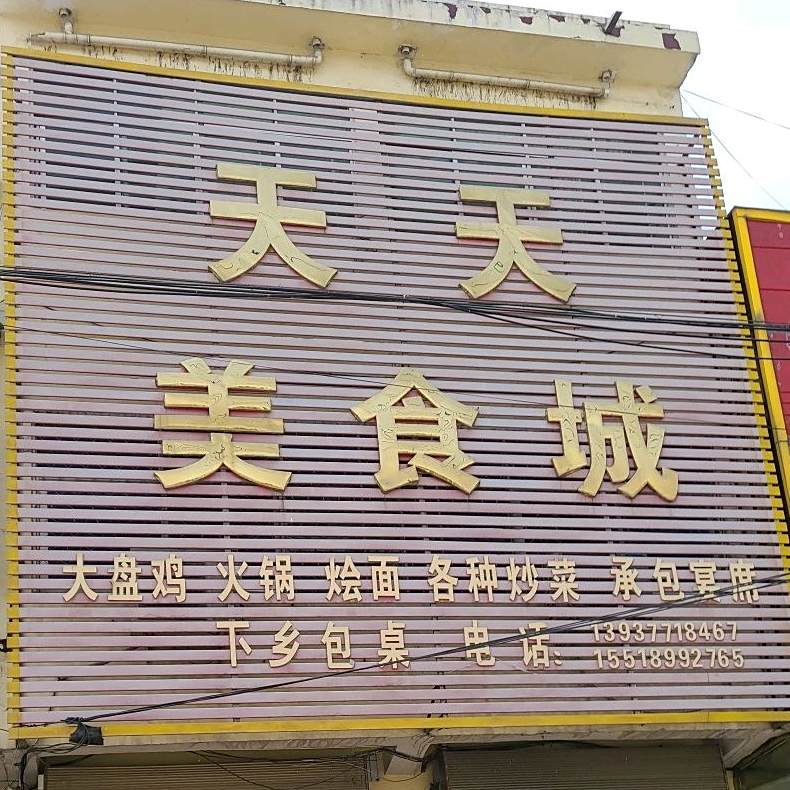 天天
美食城
大盘鸡 火锅 烩面 各种炒菜 承包宴席
下乡包桌 电话: 13937718467
15518992765